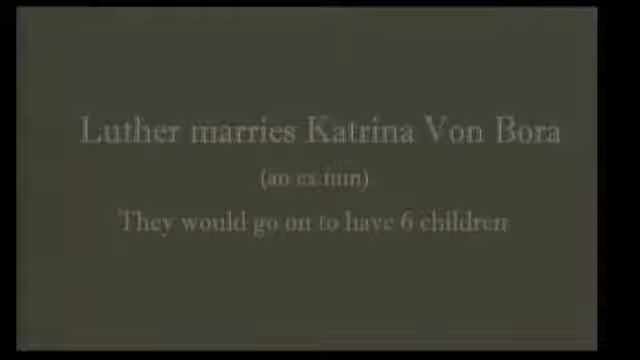 Luther marries Katrina Von Bora
(an ex nun)
They would go on to have 6 children